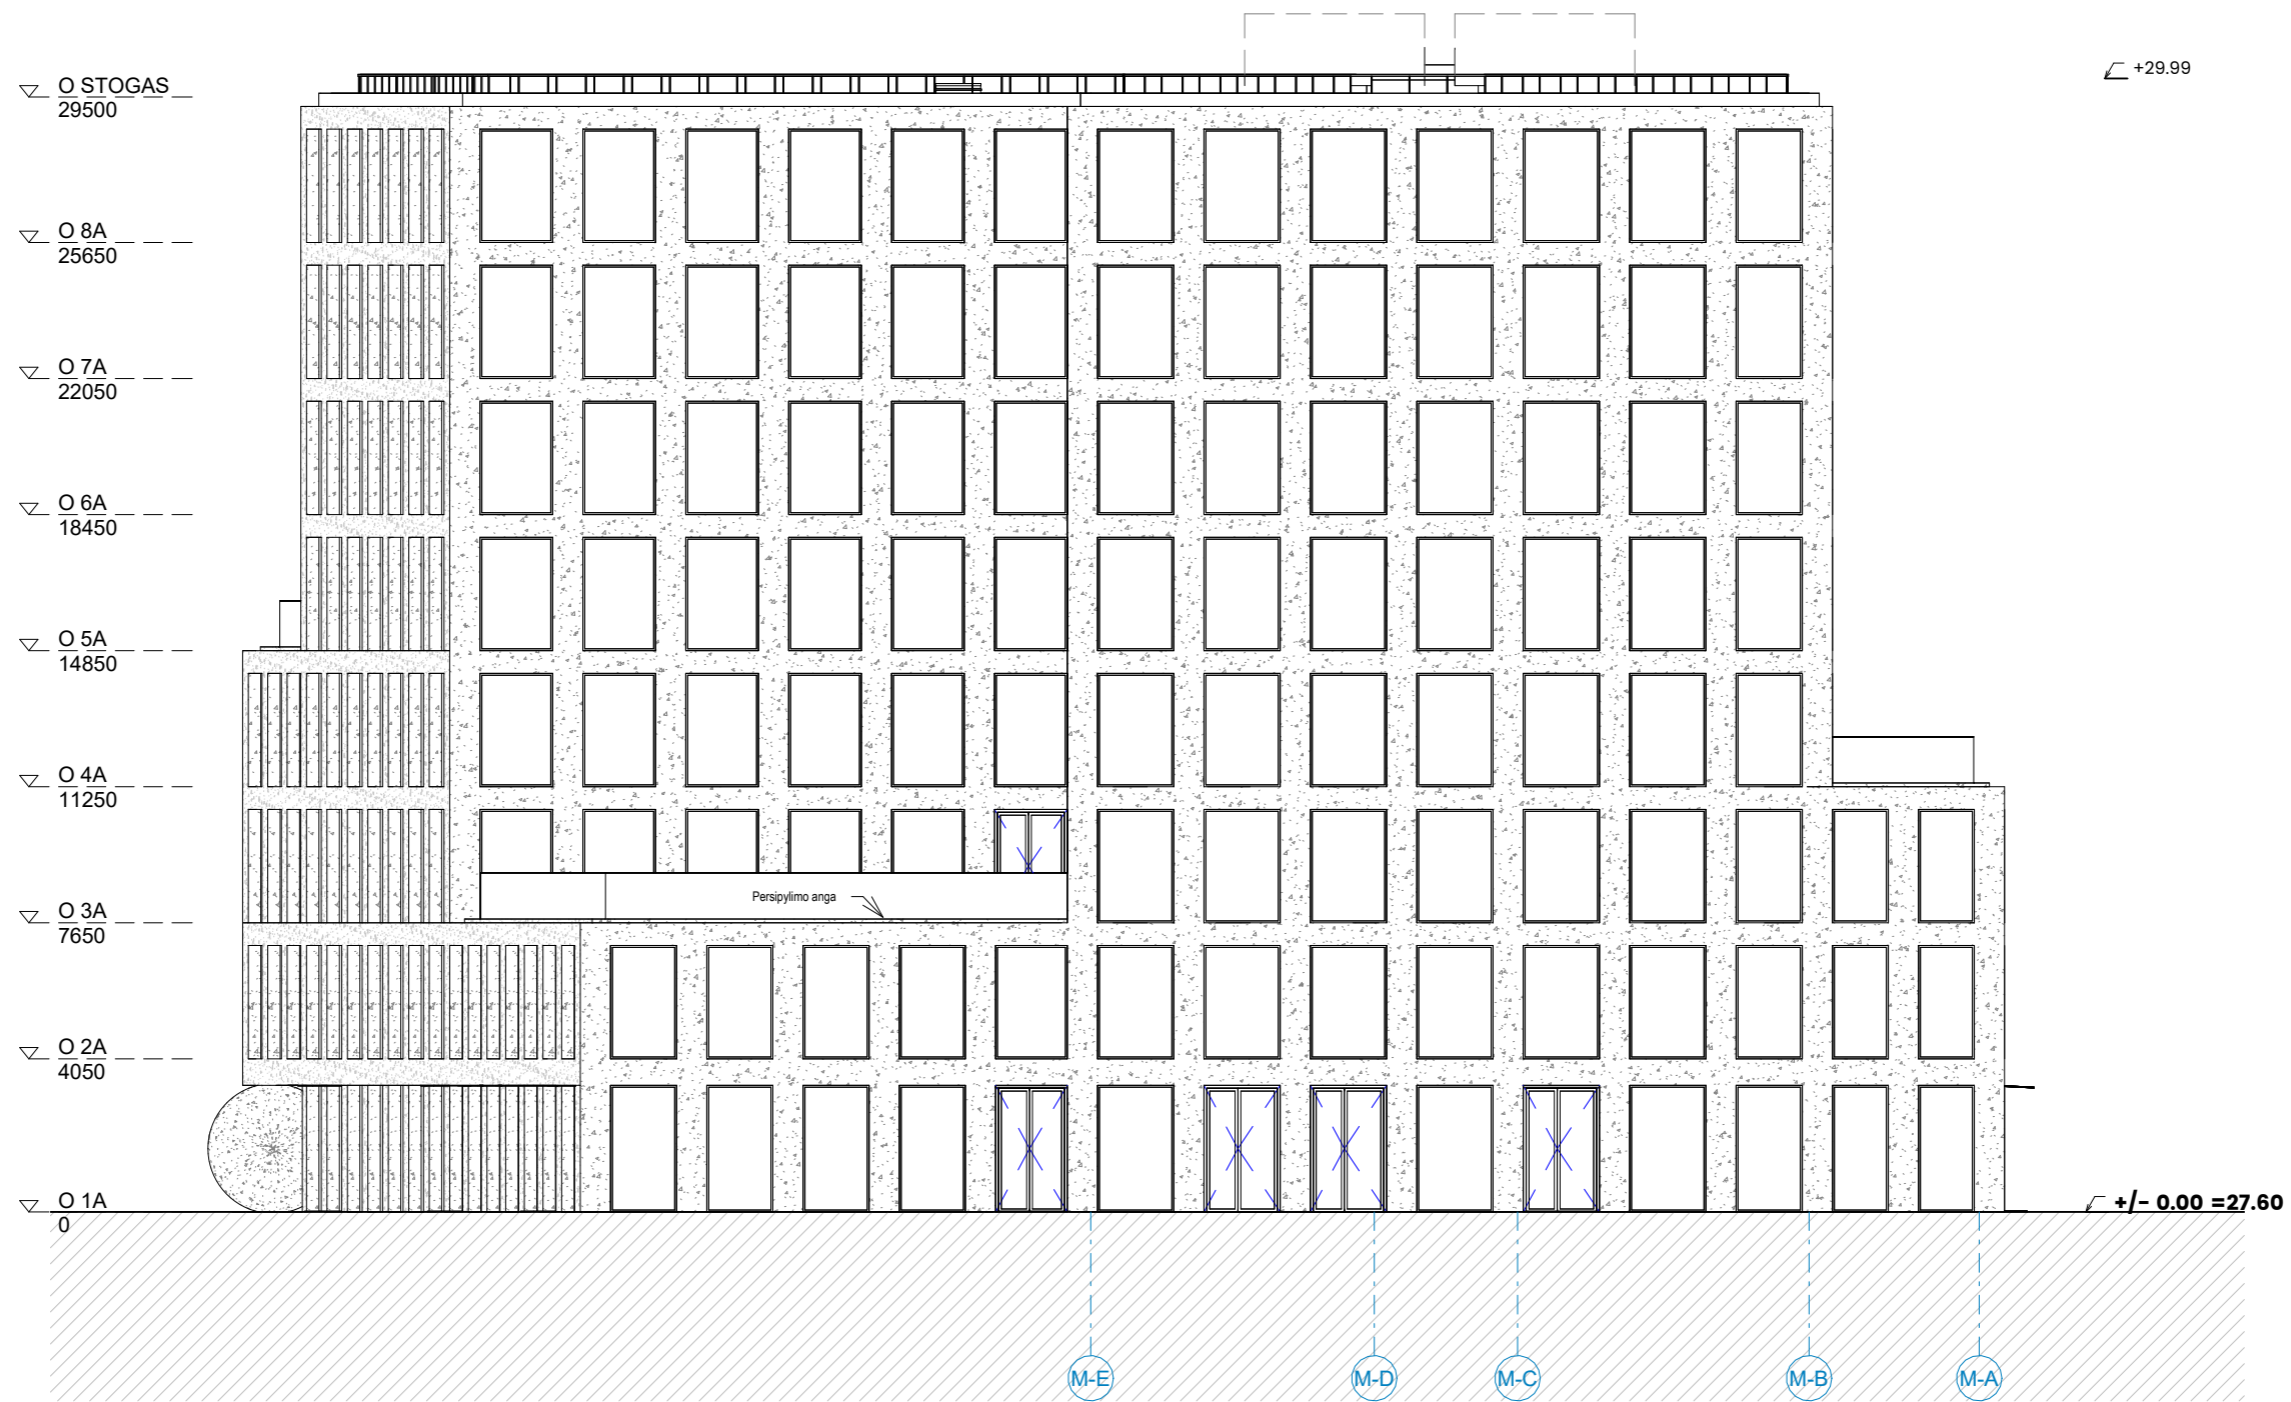 O STOGAS
29500
+29.99
O 8A
25650
O 7A
22050
O 6A
18450
O 5A
14850
O 4A
11250
Persipylimo anga
O 3A
7650
O 2A
4050
O 1A
0
+/- 0.00 =27.60
M-E
M-D
M-C
M-B
M-A